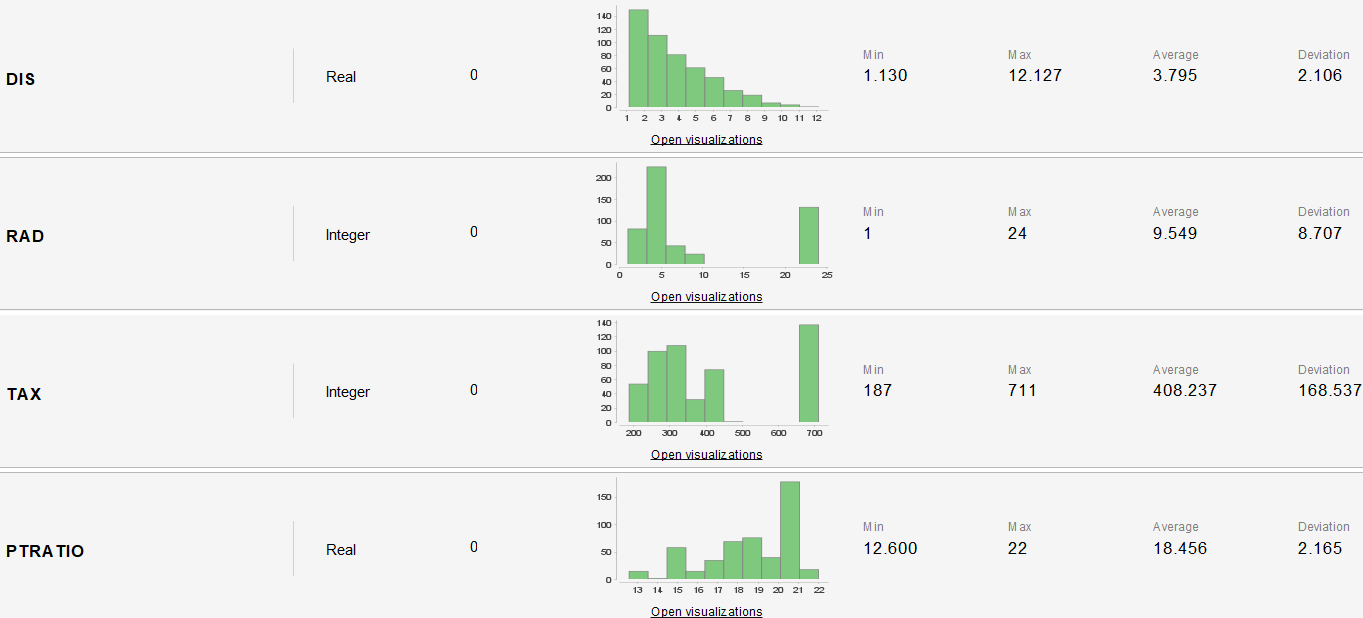 140
120
100
80
60
40
20
0
1 2 3 4 5 6 7 8 9 10 11 12
DIS Real 0 Min Max Average Deviation
1.130 12.127 3.795 2.106
Open visualizations
200
150
100
50
0
0 5 10 15 20 25
RAD Integer 0 Min Max Average Deviation
1 24 9.549 8.707
Open visualizations
140
120
100
80
60
40
20
0
200 300 400 500 600 700
TAX Integer 0 Min Max Average Deviation
187 711 408.237 168.537
Open visualizations
150
100
50
0
13 14 15 16 17 18 19 20 21 22
PTRATIO Real 0 Min Max Average Deviation
12.600 22 18.456 2.165
Open visualizations